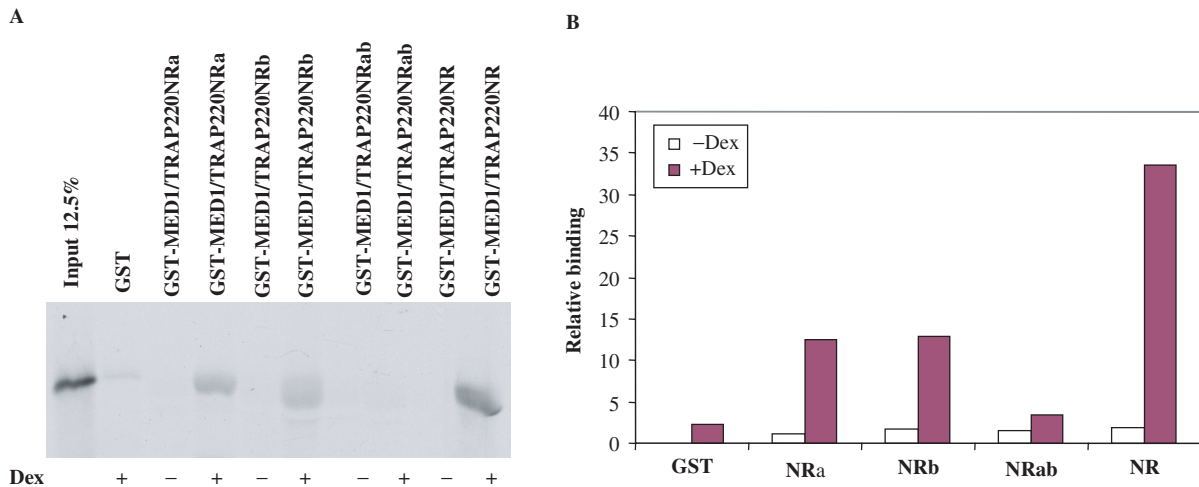 A
Input 12.5%
GST
GST-MED1/TRAP220NRa
GST-MED1/TRAP220NRa
GST-MED1/TRAP220NRb
GST-MED1/TRAP220NRb
GST-MED1/TRAP220NRab
GST-MED1/TRAP220NRab
GST-MED1/TRAP220NR
GST-MED1/TRAP220NR
Dex + − + − + − + − +
B
Relative binding
40
35
30
25
20
15
10
5
0
−Dex
+Dex
GST NRa NRb NRab NR